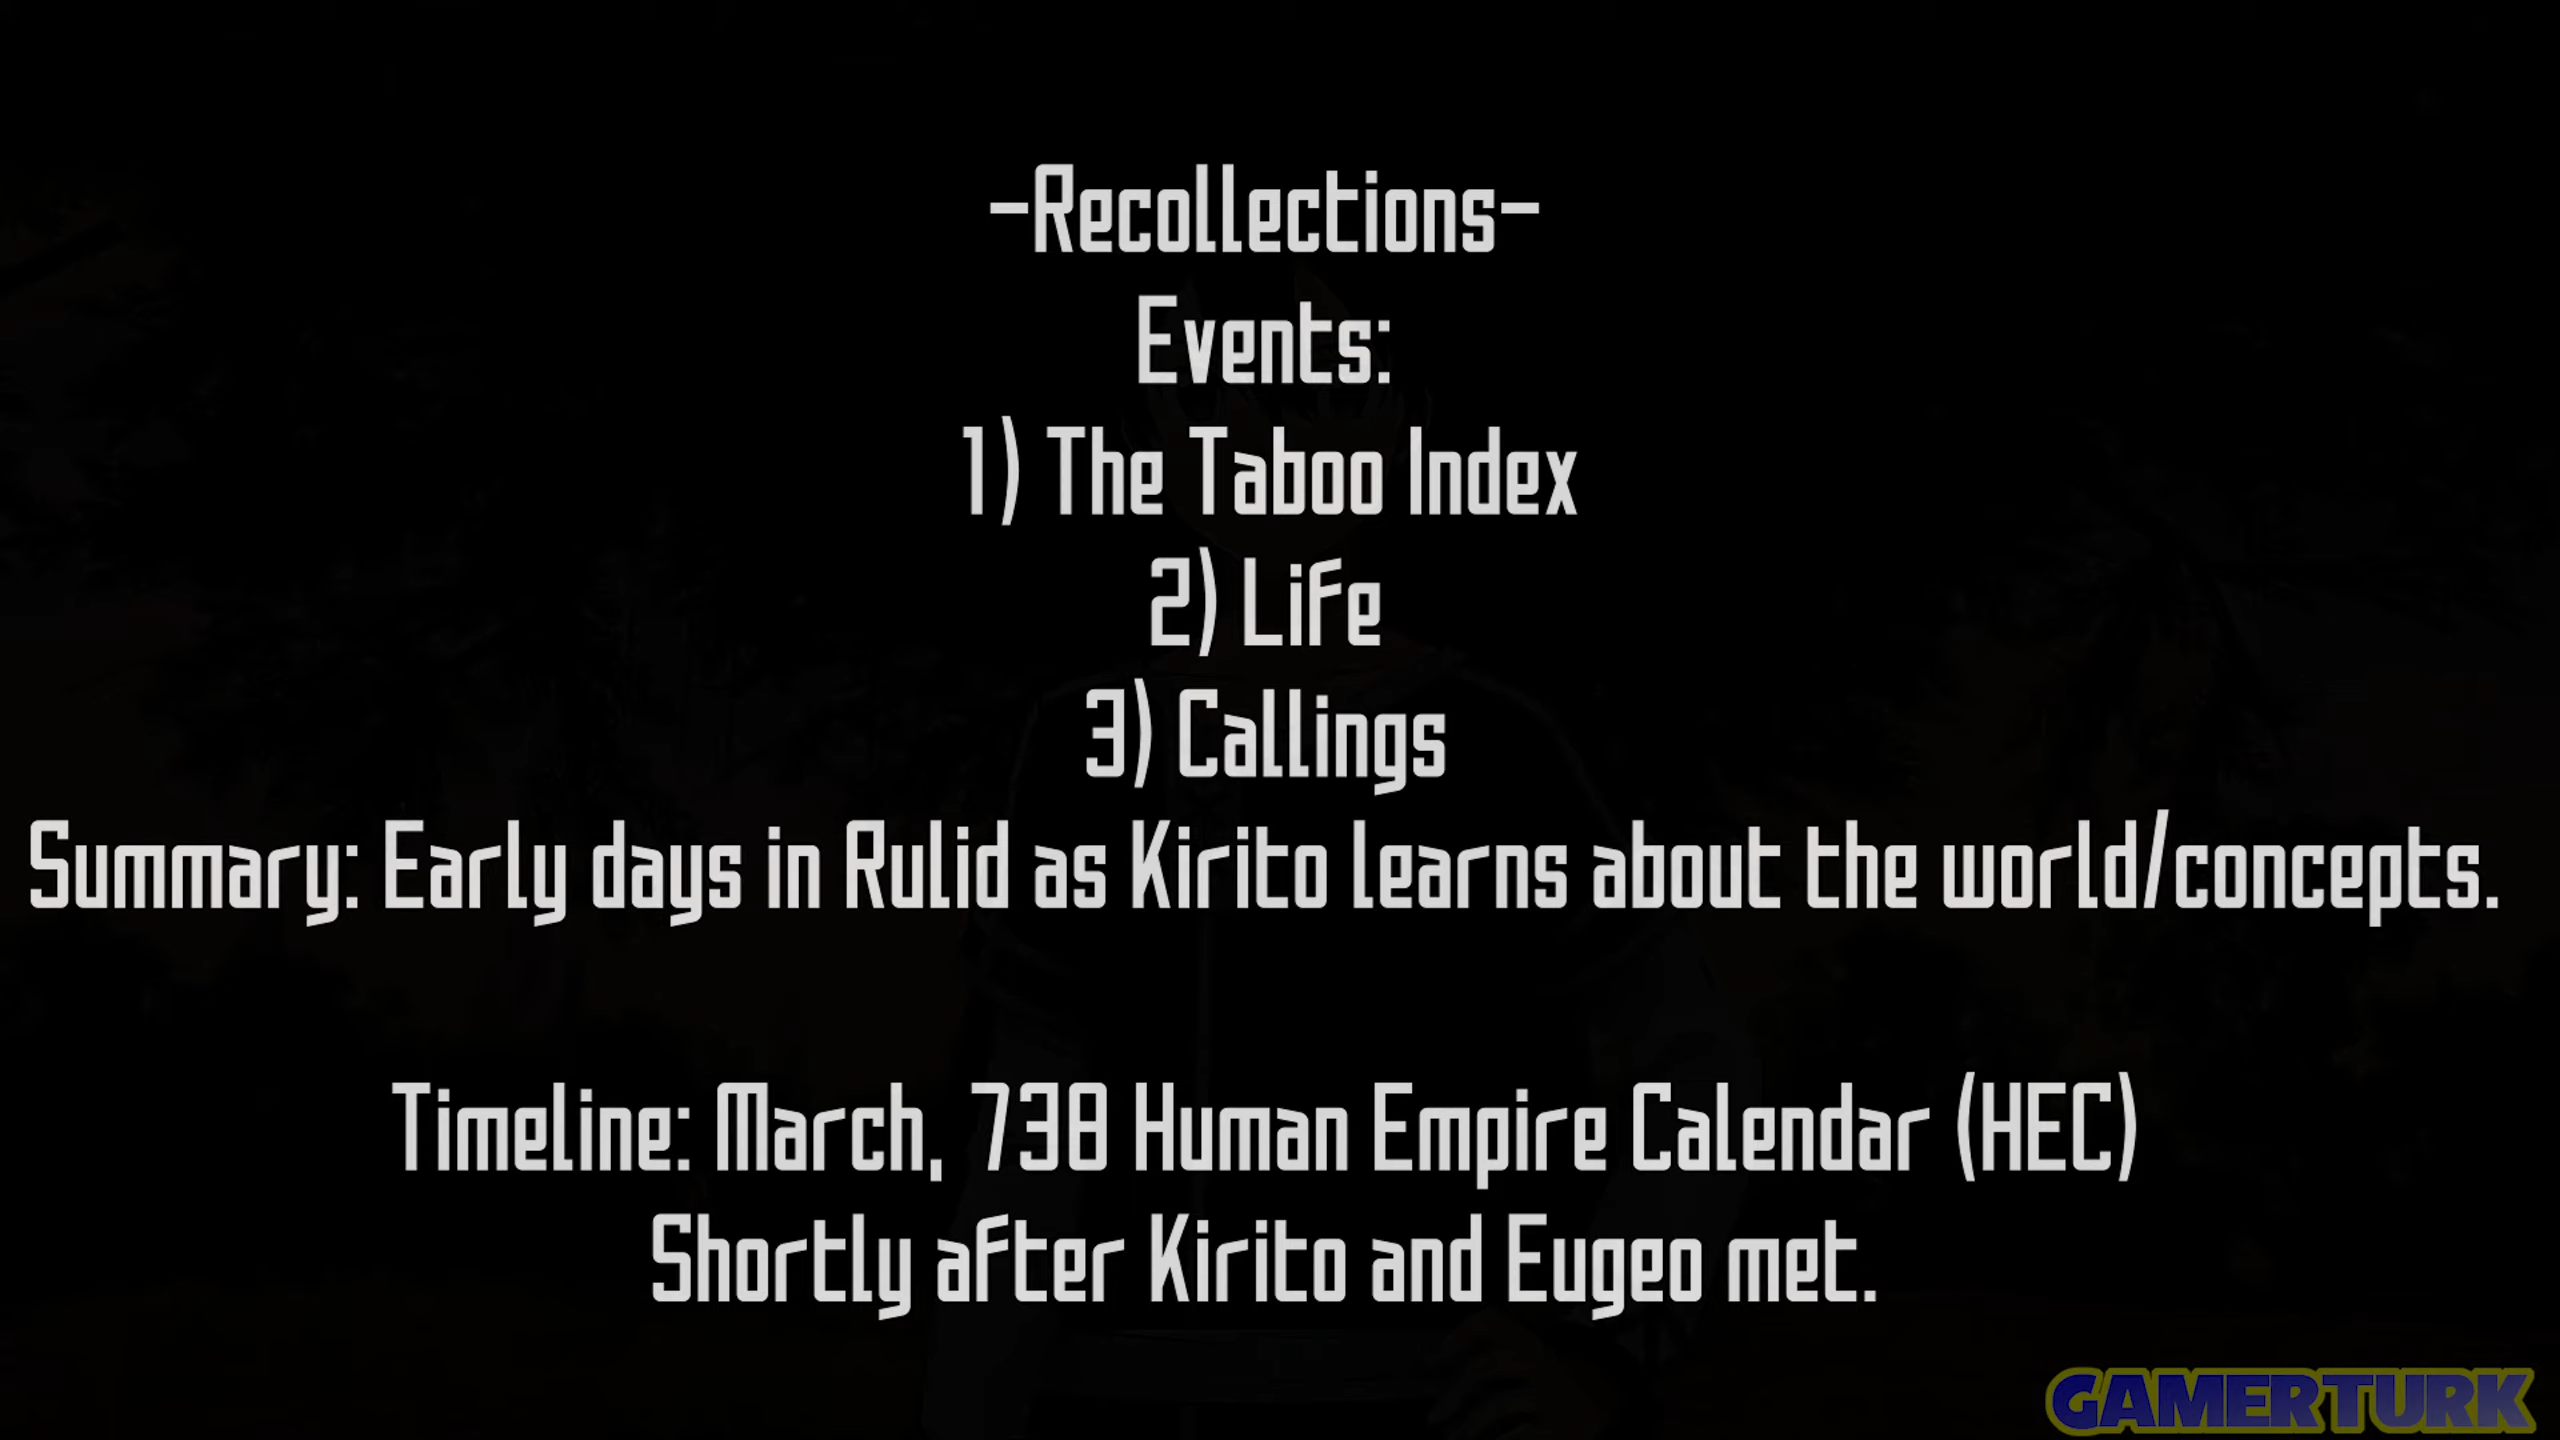 -Recollections-
Events:
1) The Taboo Index
2) Life
3) Callings
Summary: Early days in Rulid as Kirito learns about the world/concepts.
Timeline: March, 738 Human Empire Calendar (HEC)
Shortly after Kirito and Eugeo met.
GAMERTURK